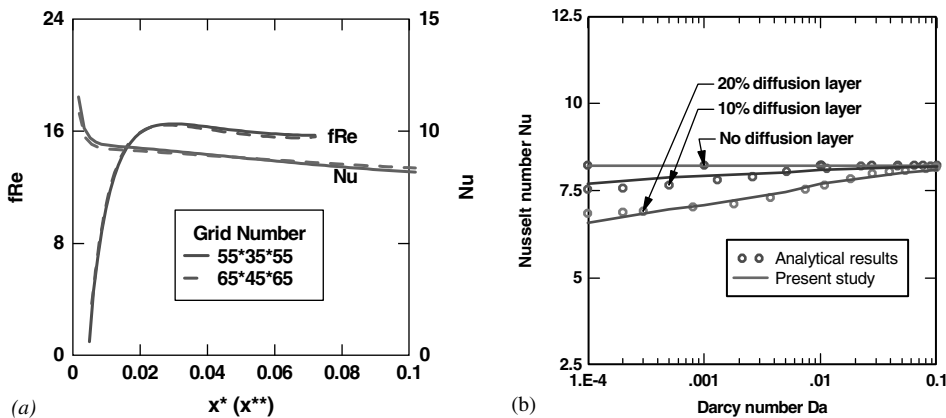 24
15
16
10
fRe
Nu
fRe
Nu
8
5
Grid Number
55*35*55
65*45*65
0
0
0
0.02
0.04
0.06
0.08
0.1
x* (x**)
(a)
12.5
10
7.5
5
2.5
Nusselt number Nu
20% diffusion layer
10% diffusion layer
No diffusion layer
Analytical results
Present study
1.E-4
.001
.01
0.1
Darcy number Da
(b)